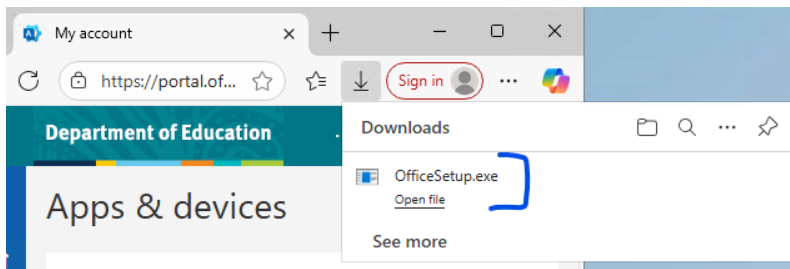 My account
https://portal.of...
Sign in
Department of Education
Downloads
OfficeSetup.exe
Open file
Apps & devices
See more